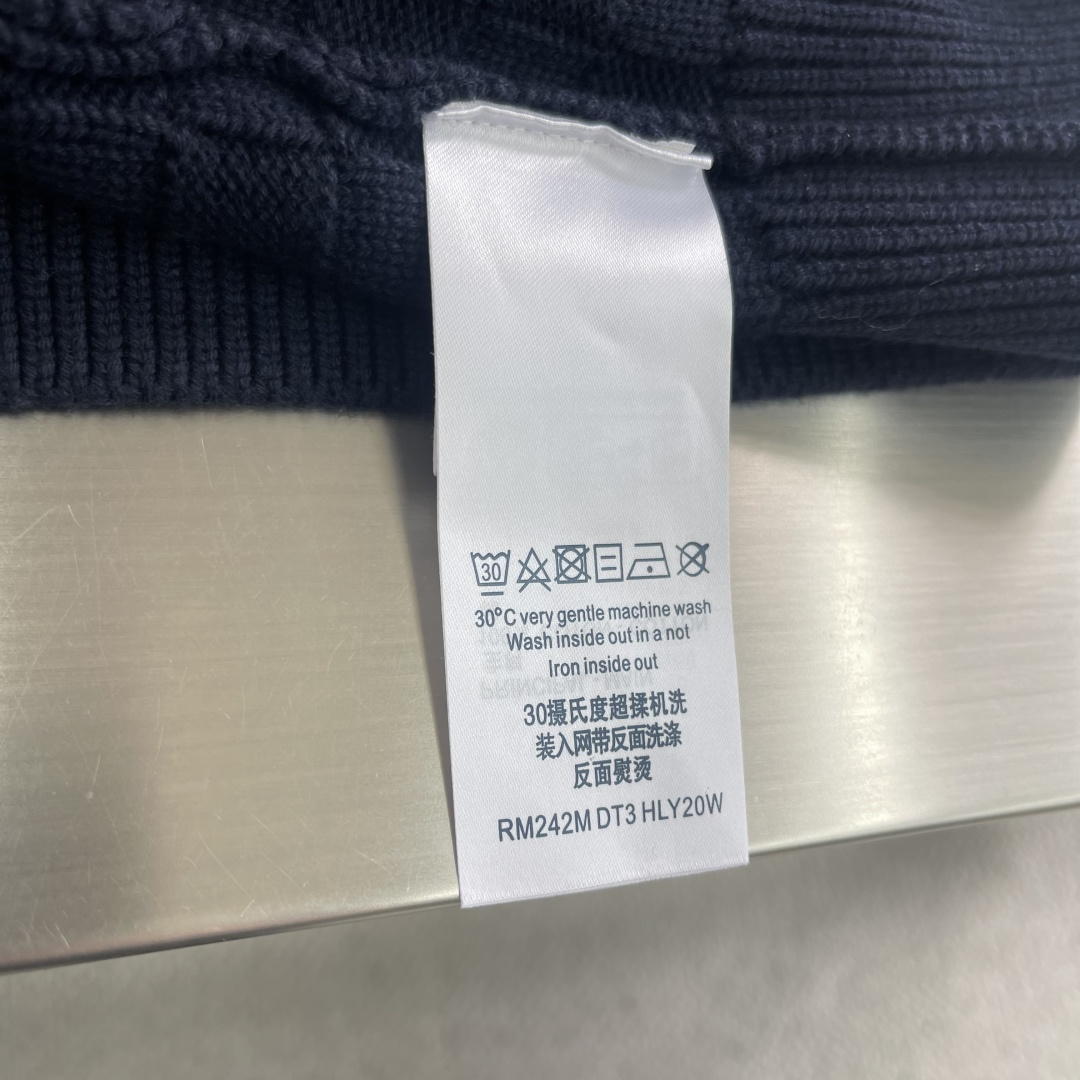 30
30°C very gentle machine wash
Wash inside out in a not
Iron inside out
30摄氏度超揉机洗
装入网带反面洗涤
反面熨烫
RM242M DT3 HLY20W